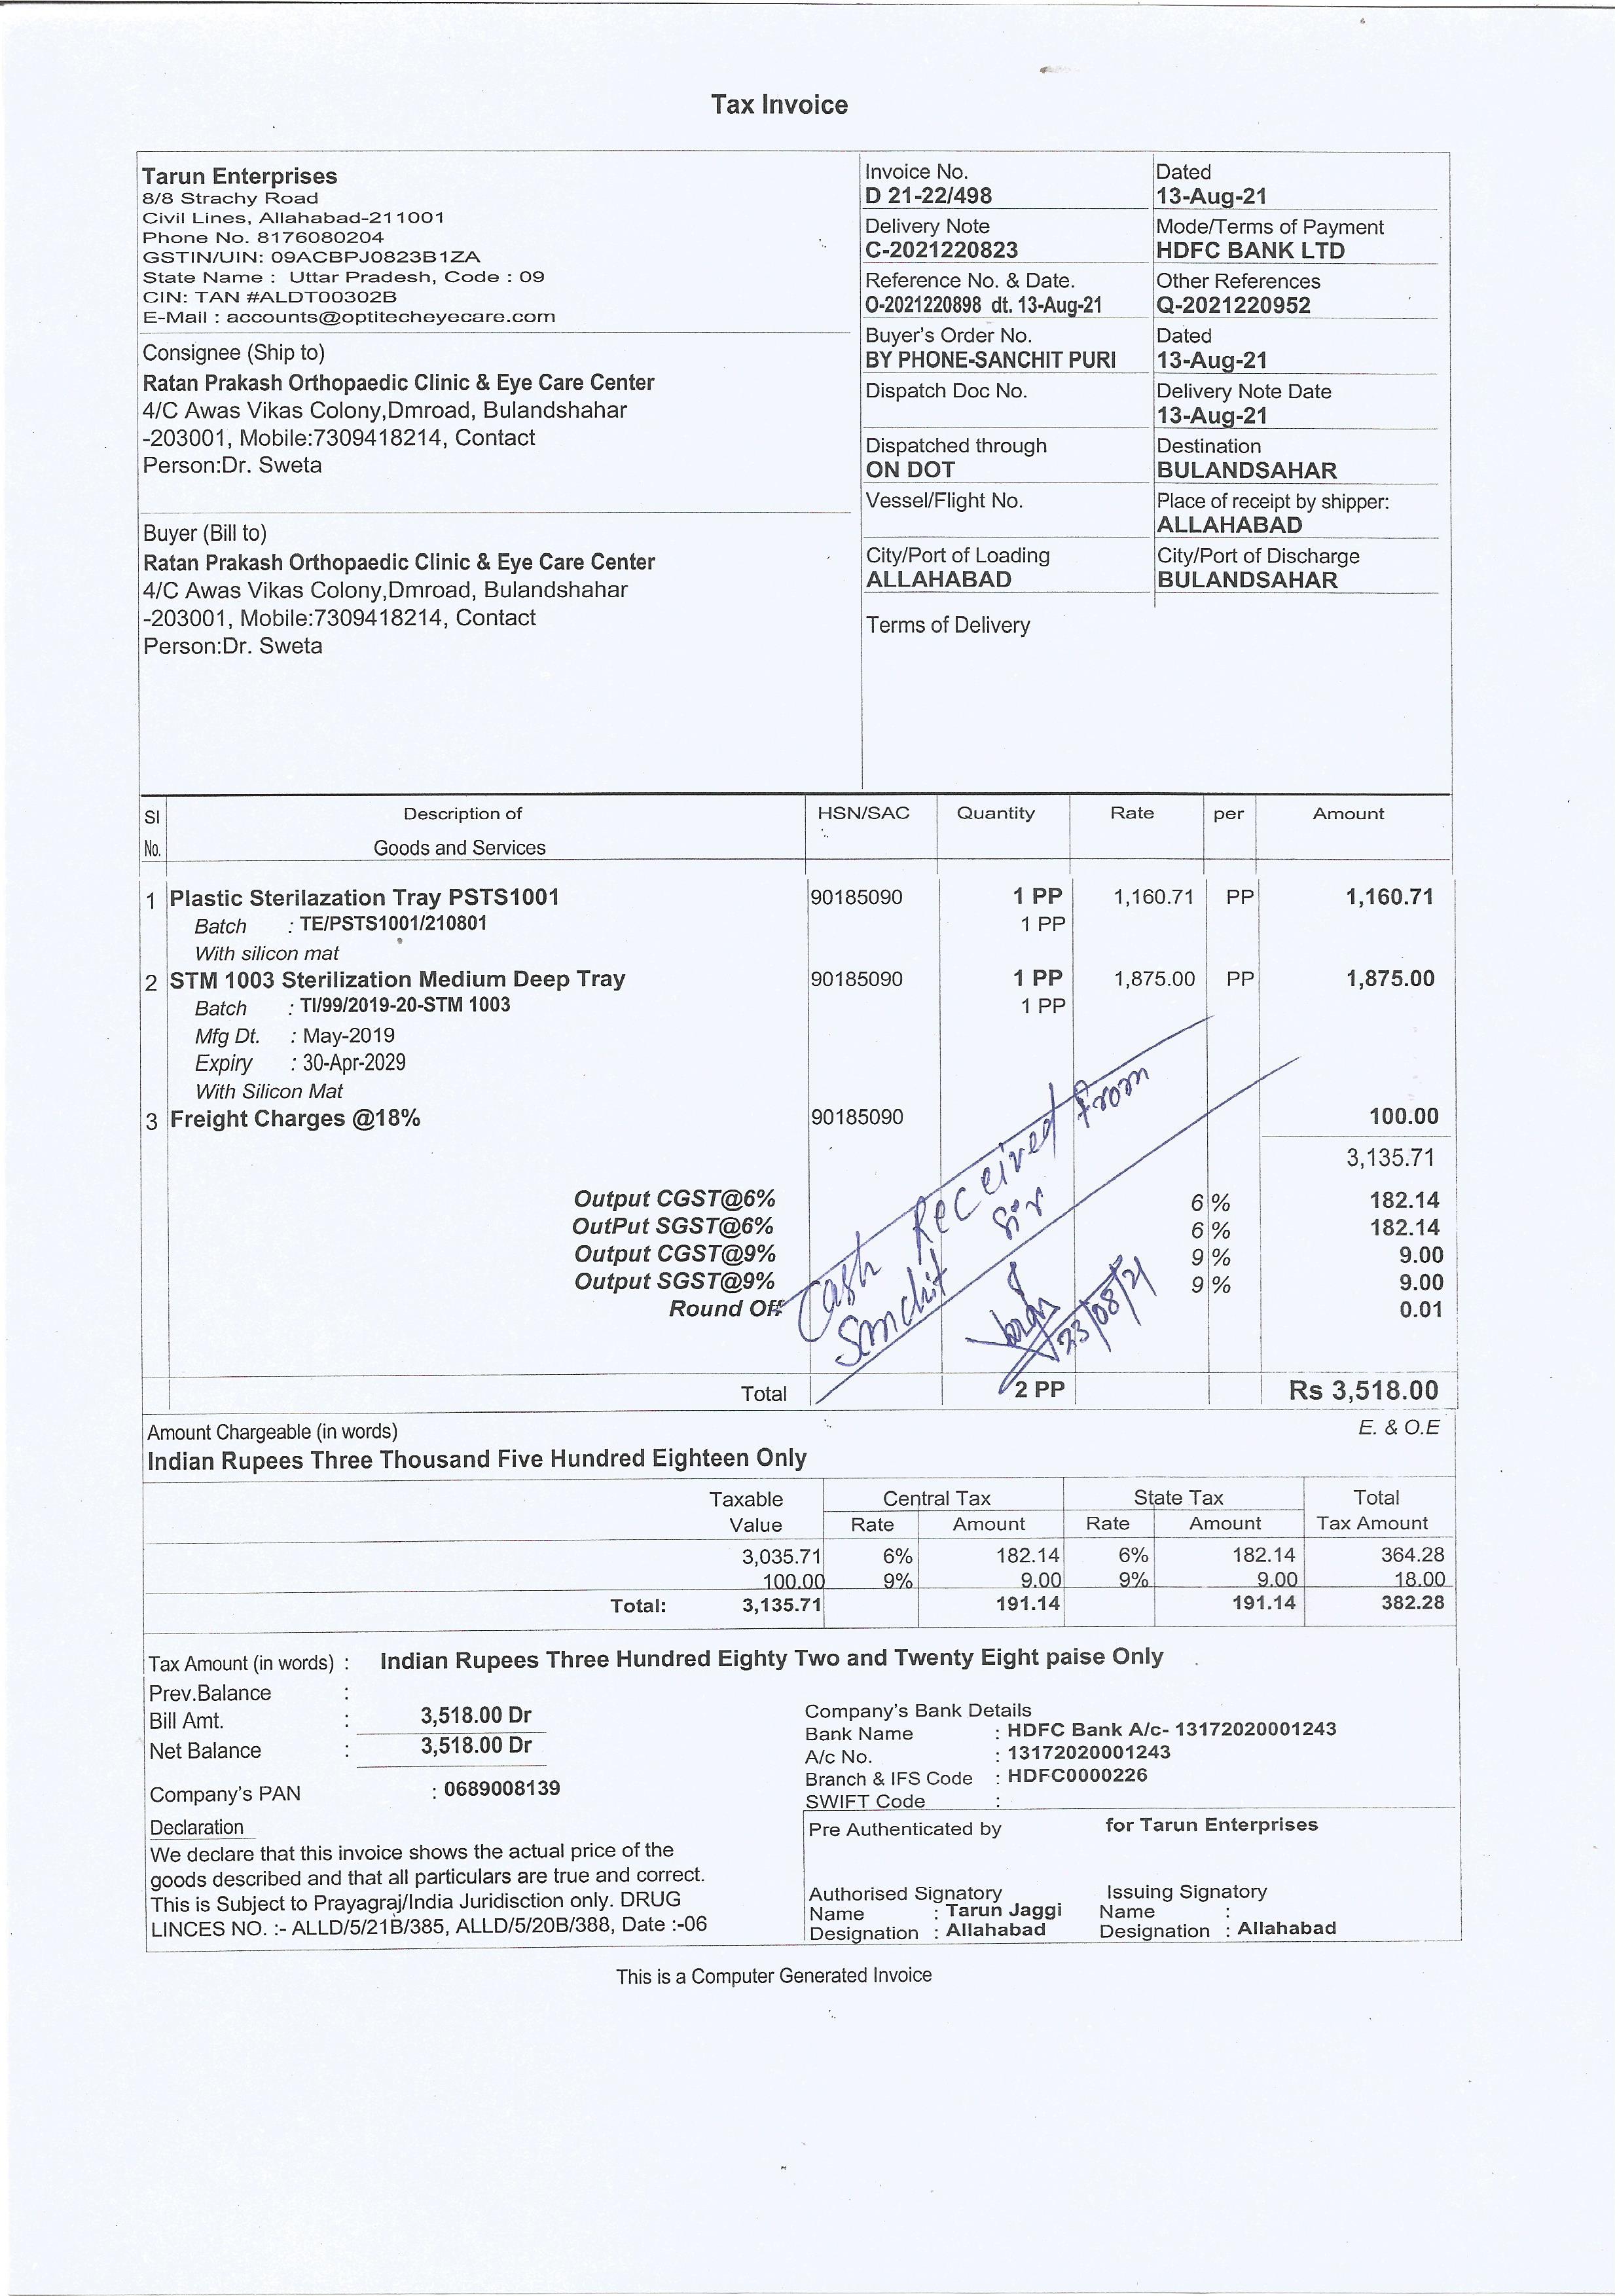 Tax Invoice
Tarun Enterprises
8/8 Strachy Road
Civil Lines, Allahabad-211001
Phone No. 8176080204
GSTIN/UIN: 09ACBPJ0823B1ZA
State Name : Uttar Pradesh, Code : 09
CIN: TAN #ALDT00302B
E-Mail : accounts@optitecheyecare.com
Consignee (Ship to)
Ratan Prakash Orthopaedic Clinic & Eye Care Center
4/C Awas Vikas Colony,Dmroad, Bulandshahar
-203001, Mobile:7309418214, Contact
Person:Dr. Sweta
Buyer (Bill to)
Ratan Prakash Orthopaedic Clinic & Eye Care Center
4/C Awas Vikas Colony,Dmroad, Bulandshahar
-203001, Mobile:7309418214, Contact
Person:Dr. Sweta
Invoice No. Dated
D 21-22/498 13-Aug-21
Delivery Note Mode/Terms of Payment
C-2021220823 HDFC BANK LTD
Reference No. & Date. Other References
O-2021220898 dt. 13-Aug-21 Q-2021220952
Buyer's Order No. Dated
BY PHONE-SANCHIT PURI 13-Aug-21
Dispatch Doc No. Delivery Note Date
13-Aug-21
Dispatched through Destination
ON DOT BULANDSAHAR
Vessel/Flight No. Place of receipt by shipper:
ALLAHABAD
City/Port of Loading City/Port of Discharge
ALLAHABAD BULANDSAHAR
Terms of Delivery
SI Description of HSN/SAC Quantity Rate per Amount
No. Goods and Services
1 Plastic Sterilazation Tray PSTS1001 90185090 1 PP 1,160.71 PP 1,160.71
Batch : TE/PSTS1001/210801 1 PP
With silicon mat
2 STM 1003 Sterilization Medium Deep Tray 90185090 1 PP 1,875.00 PP 1,875.00
Batch : TI/99/2019-20-STM 1003 1 PP
Mfg Dt. : May-2019
Expiry : 30-Apr-2029
With Silicon Mat
3 Freight Charges @18% 90185090 100.00
3,135.71
Output CGST@6% 6 % 182.14
OutPut SGST@6% 6 % 182.14
Output CGST@9% 9 % 9.00
Output SGST@9% 9 % 9.00
Round Off 0.01
Cash Received from
Sanchit Sir
23/08/21
Total 2 PP Rs 3,518.00
Amount Chargeable (in words) E. & O.E
Indian Rupees Three Thousand Five Hundred Eighteen Only
Taxable Central Tax State Tax Total
Value Rate Amount Rate Amount Tax Amount
3,035.71 6% 182.14 6% 182.14 364.28
100.00 9% 9.00 9% 9.00 18.00
Total: 3,135.71 191.14 191.14 382.28
Tax Amount (in words) : Indian Rupees Three Hundred Eighty Two and Twenty Eight paise Only
Prev.Balance :
Bill Amt. : 3,518.00 Dr
Net Balance : 3,518.00 Dr
Company's PAN : 0689008139
Company's Bank Details
Bank Name : HDFC Bank A/c- 13172020001243
A/c No. : 13172020001243
Branch & IFS Code : HDFC0000226
SWIFT Code :
Declaration
We declare that this invoice shows the actual price of the
goods described and that all particulars are true and correct.
This is Subject to Prayagraj/India Juridisction only. DRUG
LINCES NO. :- ALLD/5/21B/385, ALLD/5/20B/388, Date :-06
Pre Authenticated by for Tarun Enterprises
Authorised Signatory Issuing Signatory
Name : Tarun Jaggi Name :
Designation : Allahabad Designation : Allahabad
This is a Computer Generated Invoice